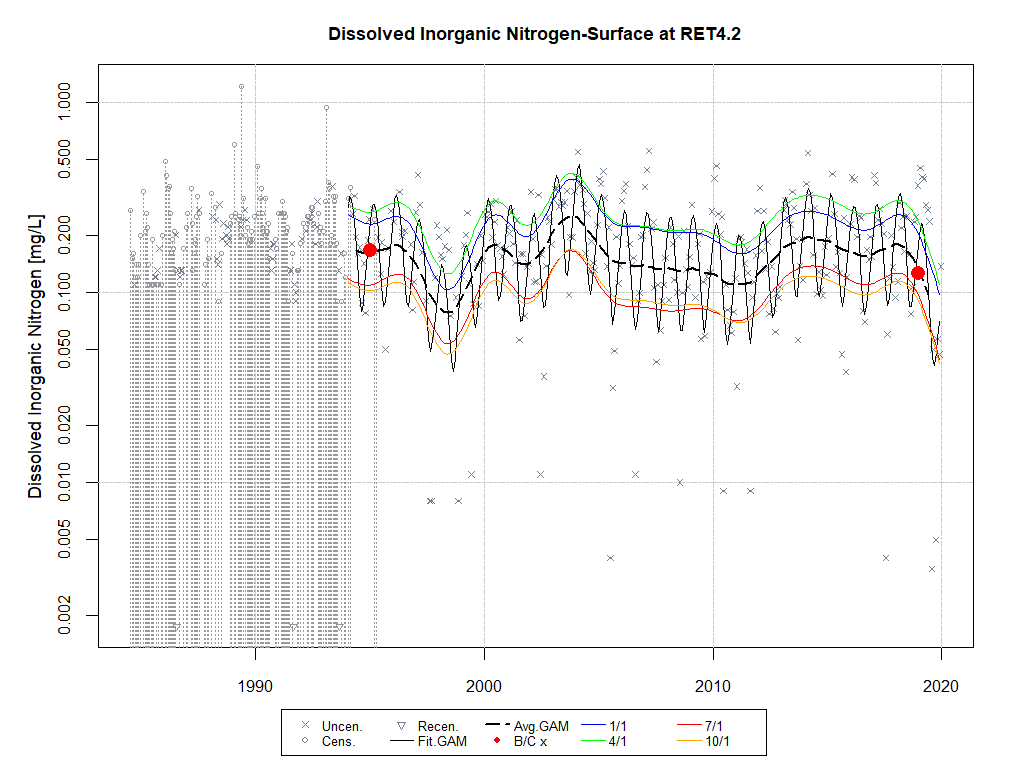 Dissolved Inorganic Nitrogen-Surface at RET4.2
Dissolved Inorganic Nitrogen [mg/L]
1.000
0.500
0.200
0.100
0.050
0.020
0.010
0.005
0.002
1990 2000 2010 2020
Uncen. Recen. Avg.GAM 1/1 7/1
Cens. Fit.GAM B/C x 4/1 10/1